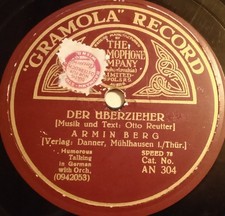 "GRAMOLA" RECORD
THE
GRAMOPHONE
COMPANY
LIMITED
DER ÜBERZIEHER
[Musik und Text: Otto Reutter]
ARMIN BERG
[Verlag: Danner, Mühlhausen i./Thür.]
Humorous
Talking
in German
with Orch.
(0942053)
SPEED 78
Cat. No.
AN 304